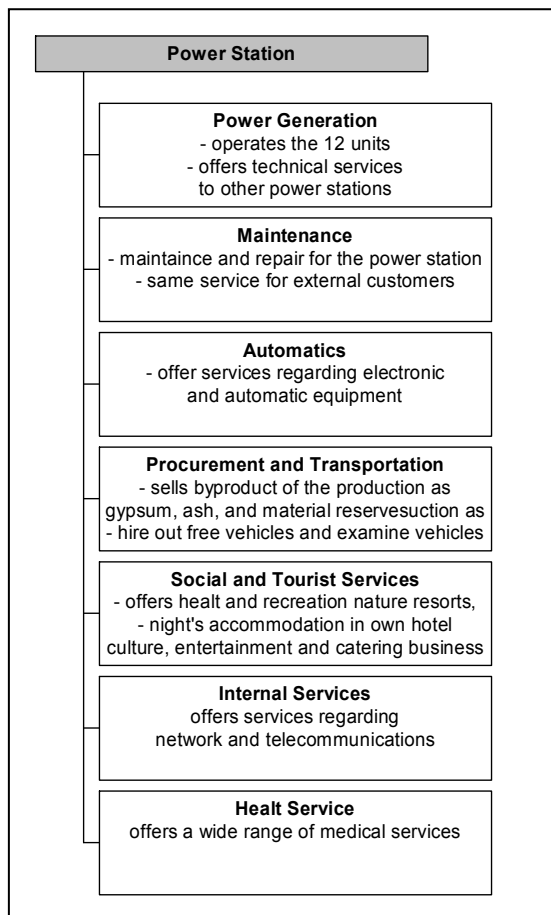 Power Station
Power Generation
- operates the 12 units
- offers technical services
to other power stations
Maintenance
- maintaince and repair for the power station
- same service for external customers
Automatics
- offer services regarding electronic
and automatic equipment
Procurement and Transportation
- sells byproduct of the production as
gypsum, ash, and material reservesuction as
- hire out free vehicles and examine vehicles
Social and Tourist Services
- offers healt and recreation nature resorts,
- night's accommodation in own hotel
culture, entertainment and catering business
Internal Services
offers services regarding
network and telecommunications
Healt Service
offers a wide range of medical services